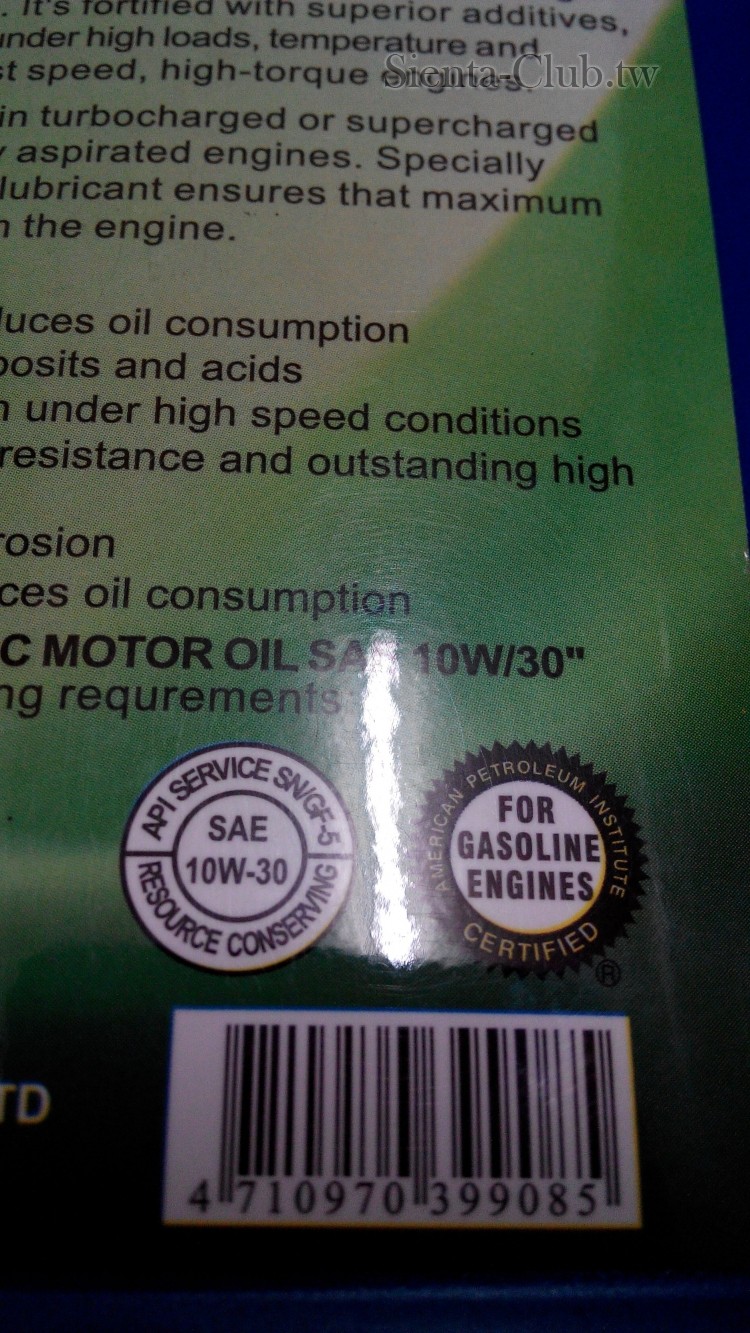 . It's fortified with superior additives,
under high loads, temperature and
st speed, high-torque engines.
Sienta-Club.tw
in turbocharged or supercharged
y aspirated engines. Specially
lubricant ensures that maximum
n the engine.
duces oil consumption
posits and acids
n under high speed conditions
resistance and outstanding high
rosion
ces oil consumption
C MOTOR OIL SAE 10W/30"
ng requrements:
API SERVICE SN/GF-5
SAE
10W-30
RESOURCE CONSERVING
AMERICAN PETROLEUM INSTITUTE
FOR
GASOLINE
ENGINES
CERTIFIED
®
TD
4 710970 399085